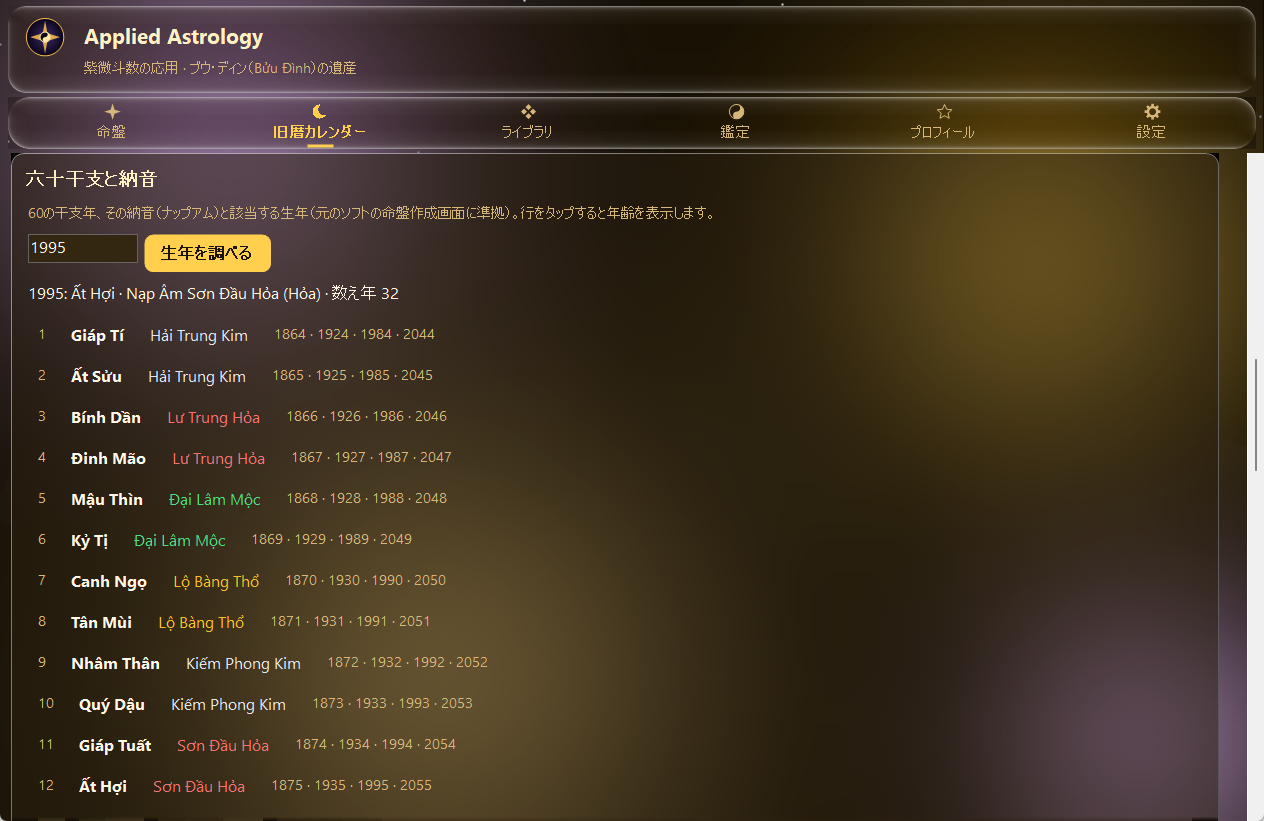 Applied Astrology
紫微斗数の応用 · ブウ・ディン(Bửu Đình)の遺産
命盤 旧暦カレンダー ライブラリ 鑑定 プロフィール 設定
六十干支と納音
60の干支年、その納音(ナップアム)と該当する生年(元のソフトの命盤作成画面に準拠)。行をタップすると年齢を表示します。
1995 生年を調べる
1995: Ất Hợi · Nạp Âm Sơn Đầu Hỏa (Hỏa) · 数え年 32
1 Giáp Tí Hải Trung Kim 1864 · 1924 · 1984 · 2044
2 Ất Sửu Hải Trung Kim 1865 · 1925 · 1985 · 2045
3 Bính Dần Lư Trung Hỏa 1866 · 1926 · 1986 · 2046
4 Đinh Mão Lư Trung Hỏa 1867 · 1927 · 1987 · 2047
5 Mậu Thìn Đại Lâm Mộc 1868 · 1928 · 1988 · 2048
6 Kỷ Tị Đại Lâm Mộc 1869 · 1929 · 1989 · 2049
7 Canh Ngọ Lộ Bàng Thổ 1870 · 1930 · 1990 · 2050
8 Tân Mùi Lộ Bàng Thổ 1871 · 1931 · 1991 · 2051
9 Nhâm Thân Kiếm Phong Kim 1872 · 1932 · 1992 · 2052
10 Quý Dậu Kiếm Phong Kim 1873 · 1933 · 1993 · 2053
11 Giáp Tuất Sơn Đầu Hỏa 1874 · 1934 · 1994 · 2054
12 Ất Hợi Sơn Đầu Hỏa 1875 · 1935 · 1995 · 2055